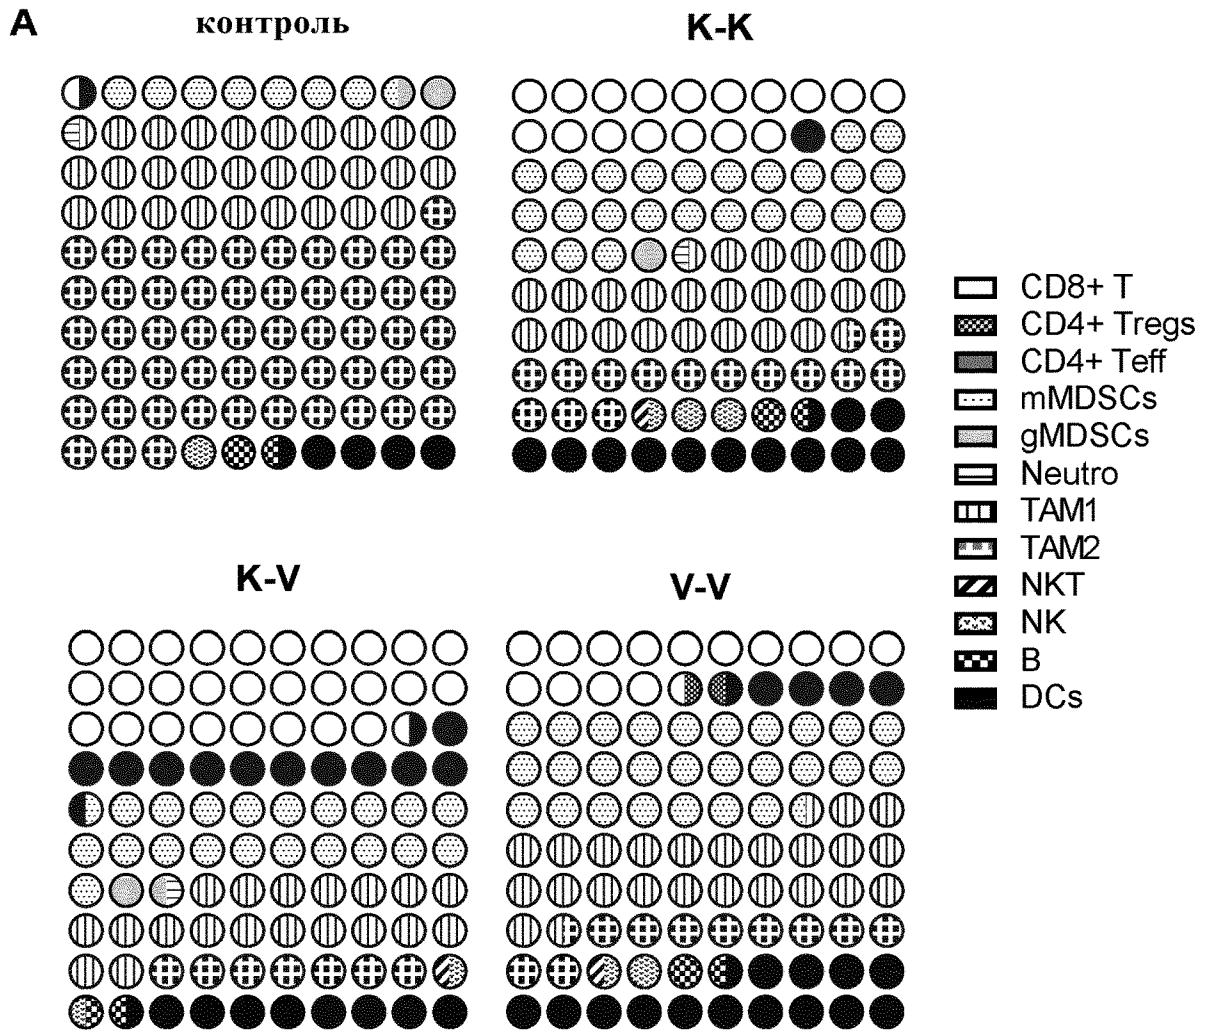 A
контроль
K-K
CD8+ T
CD4+ Tregs
CD4+ Teff
mMDSCs
gMDSCs
Neutro
TAM1
TAM2
NKT
NK
B
DCs
K-V
V-V